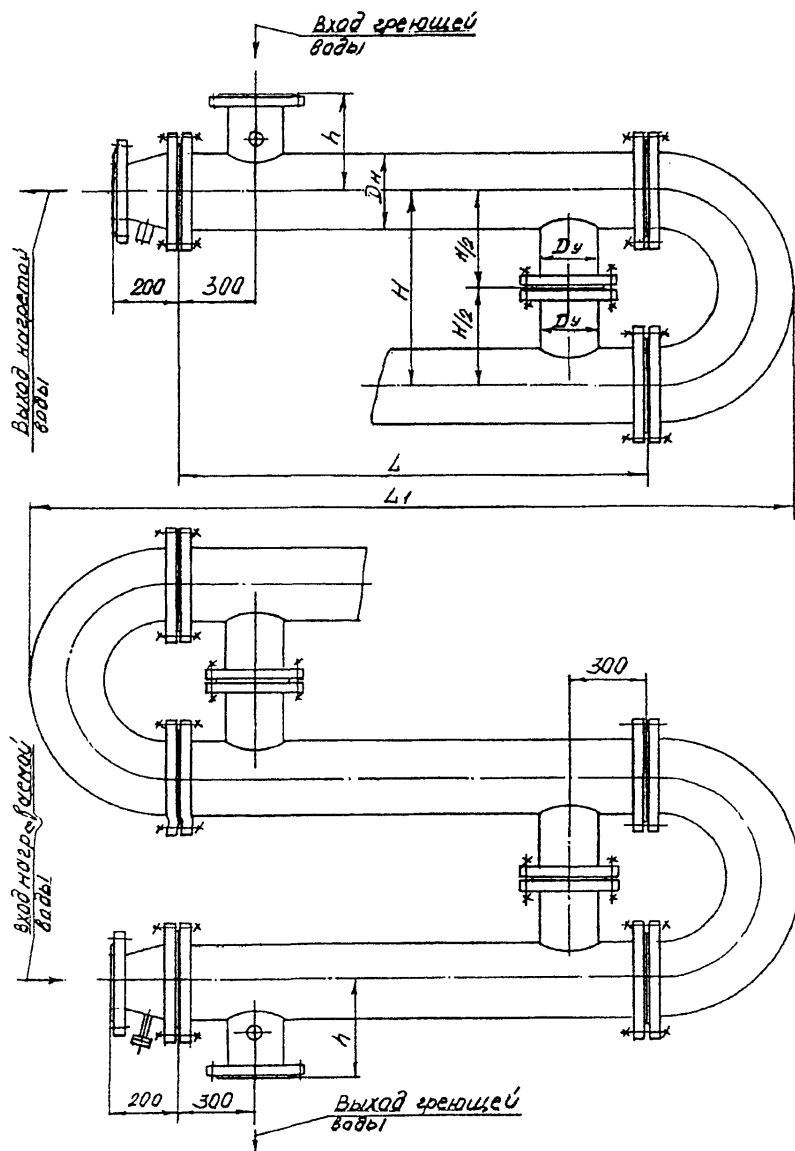 Вход греющей
воды
h
Dн
200
300
H
H/2
H/2
Dу
Dу
Выход нагретой
воды
L
L1
300
Вход нагреваемой
воды
h
200
300
Выход греющей
воды